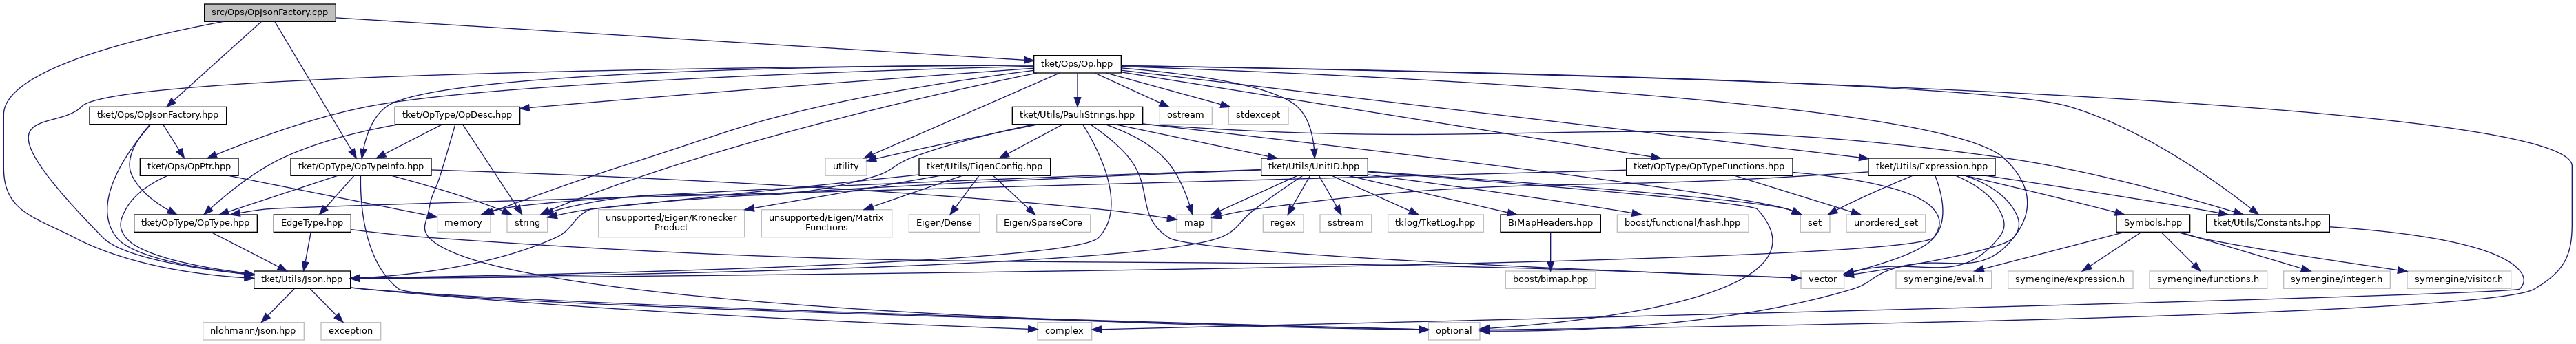 src/Ops/OpJsonFactory.cpp
tket/Ops/Op.hpp
tket/Ops/OpJsonFactory.hpp
tket/OpType/OpDesc.hpp
tket/Utils/PauliStrings.hpp
ostream
stdexcept
tket/Ops/OpPtr.hpp
tket/OpType/OpTypeInfo.hpp
utility
tket/Utils/EigenConfig.hpp
tket/Utils/UnitID.hpp
tket/OpType/OpTypeFunctions.hpp
tket/Utils/Expression.hpp
tket/OpType/OpType.hpp
EdgeType.hpp
memory
string
unsupported/Eigen/Kronecker
Product
unsupported/Eigen/Matrix
Functions
Eigen/Dense
Eigen/SparseCore
map
regex
sstream
tklog/TketLog.hpp
BiMapHeaders.hpp
boost/functional/hash.hpp
set
unordered_set
Symbols.hpp
tket/Utils/Constants.hpp
tket/Utils/Json.hpp
boost/bimap.hpp
vector
symengine/eval.h
symengine/expression.h
symengine/functions.h
symengine/integer.h
symengine/visitor.h
nlohmann/json.hpp
exception
complex
optional